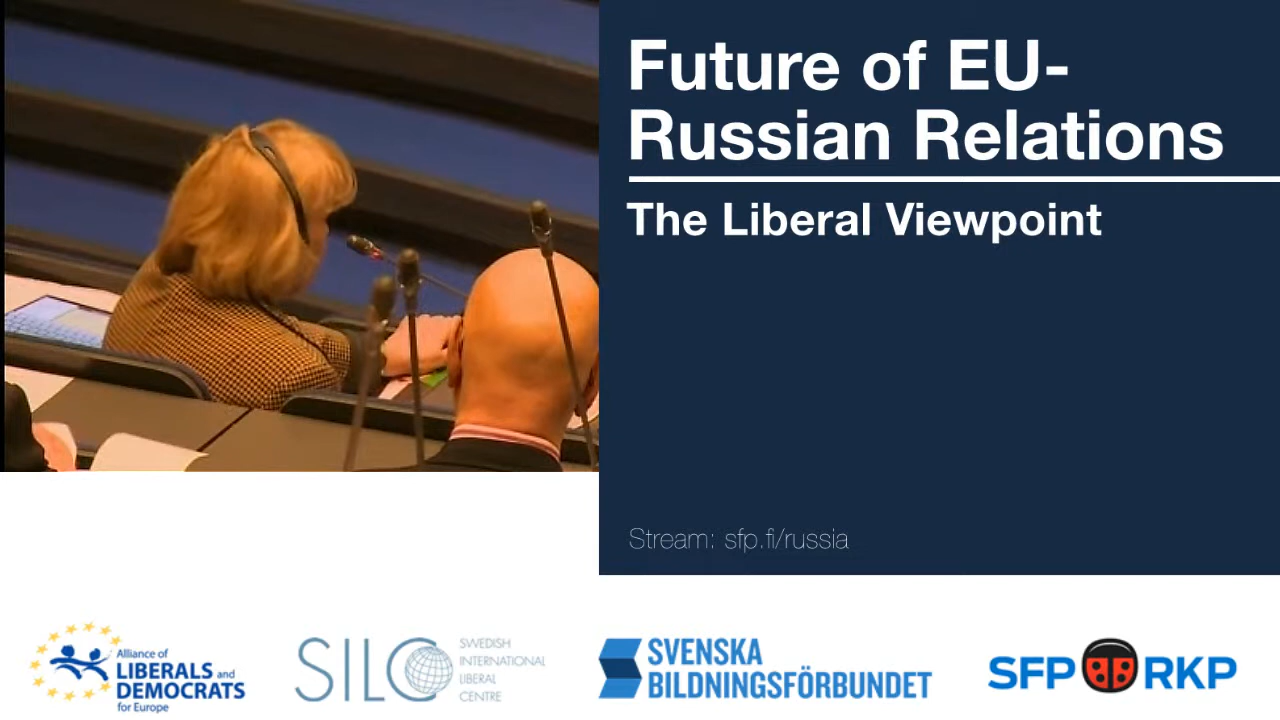 Future of EU-
Russian Relations
The Liberal Viewpoint
Stream: sfp.fi/russia
Alliance of
LIBERALS and
DEMOCRATS
for Europe
SILC
SWEDISH
INTERNATIONAL
LIBERAL
CENTRE
SVENSKA
BILDNINGSFÖRBUNDET
SFP RKP